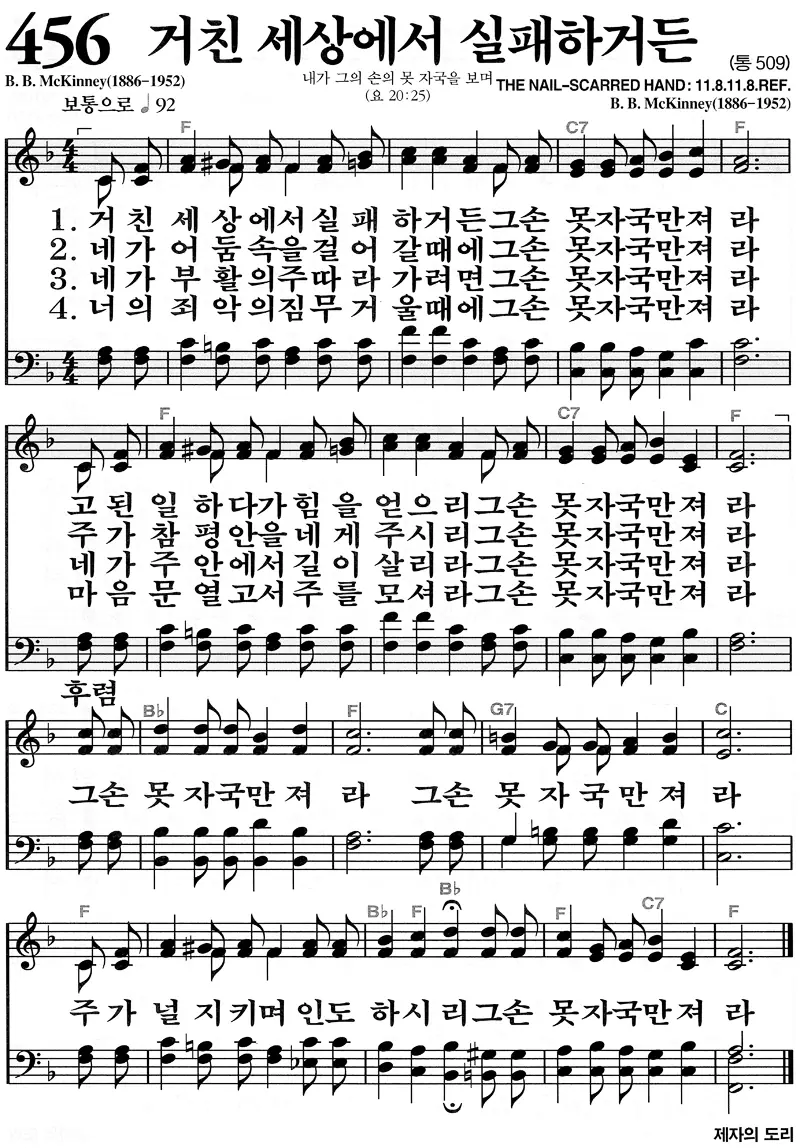 456 거친 세상에서 실패하거든 (통 509)
B. B. McKinney(1886-1952)
내가 그의 손의 못 자국을 보며
(요 20:25)
THE NAIL-SCARRED HAND: 11.8.11.8.REF.
B. B. McKinney(1886-1952)
보통으로 ♩92
F C7 F
4 4
1. 거 친 세 상에서실 패 하거든그손 못자국만져 라
2. 네 가 어 둠속을걸 어 갈때에그손 못자국만져 라
3. 네 가 부 활의주따 라 가려면그손 못자국만져 라
4. 너 의 죄 악의짐무 거 울때에그손 못자국만져 라
4 4
F C7 F
고 된 일 하다가힘 을 얻으리그손 못자국만져 라
주 가 참 평안을네 게 주시리그손 못자국만져 라
네 가 주 안에서길 이 살리라그손 못자국만져 라
마 음 문 열고서주 를 모셔라그손 못자국만져 라
후렴
B♭ F G7 C
그손 못 자국만 져 라 그손 못 자 국 만 져 라
F B♭ F B♭ F C7 F
주 가 널 지키며 인도 하시 리그손 못자국만져 라
제자의 도리